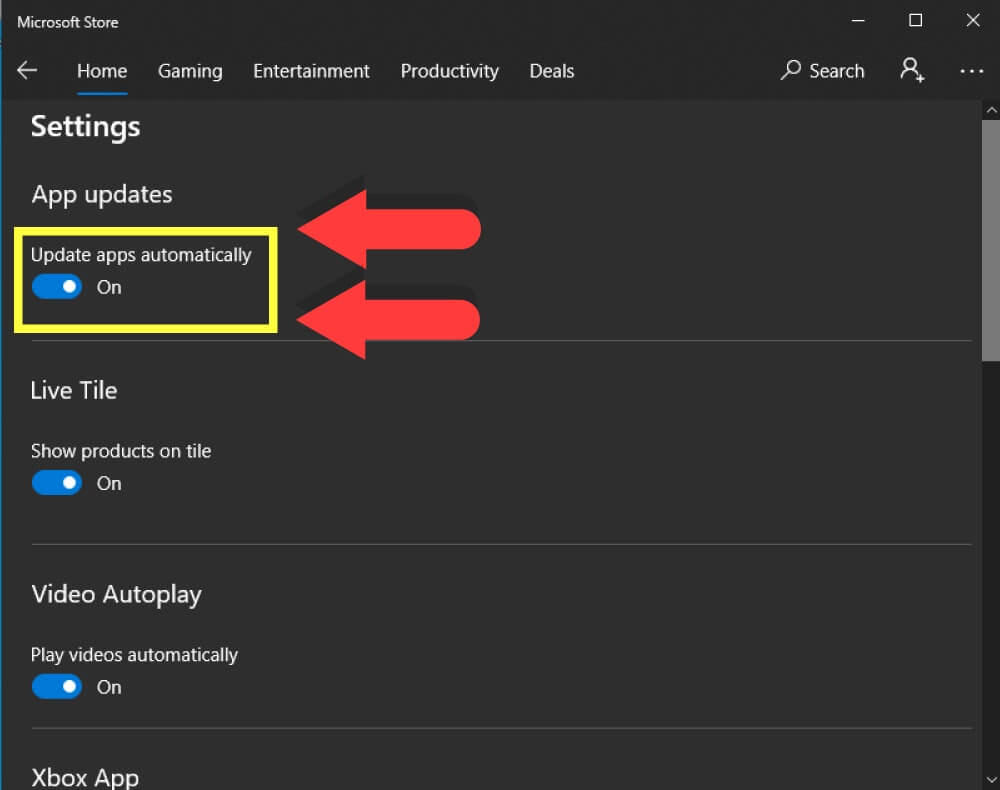 Microsoft Store
Home Gaming Entertainment Productivity Deals Search
Settings
App updates
Update apps automatically
On
Live Tile
Show products on tile
On
Video Autoplay
Play videos automatically
On
Xbox App